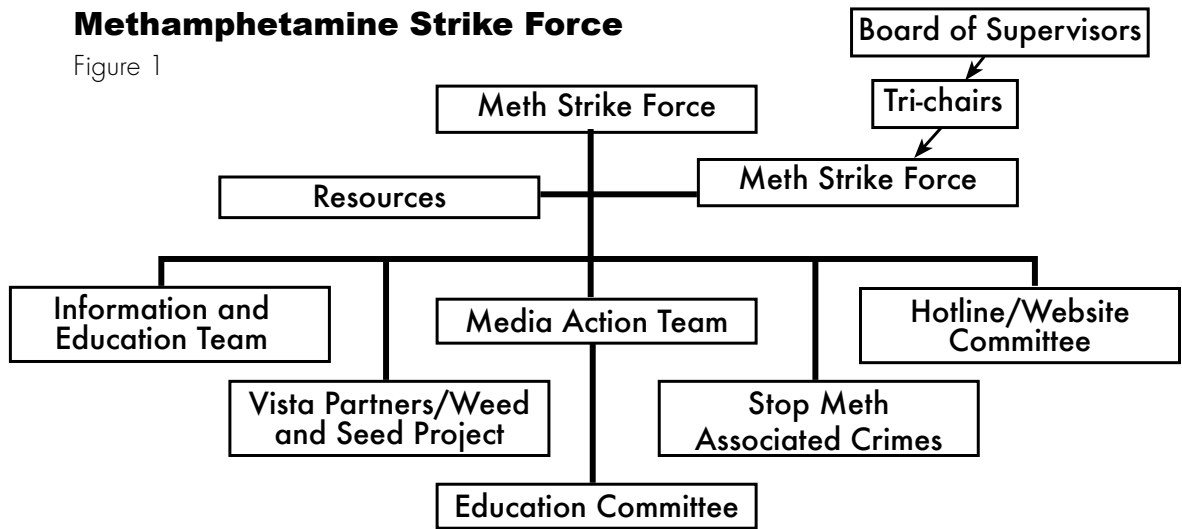 Methamphetamine Strike Force
Figure 1
Board of Supervisors
Tri-chairs
Meth Strike Force
Meth Strike Force
Resources
Information and
Education Team
Media Action Team
Hotline/Website
Committee
Vista Partners/Weed
and Seed Project
Stop Meth
Associated Crimes
Education Committee